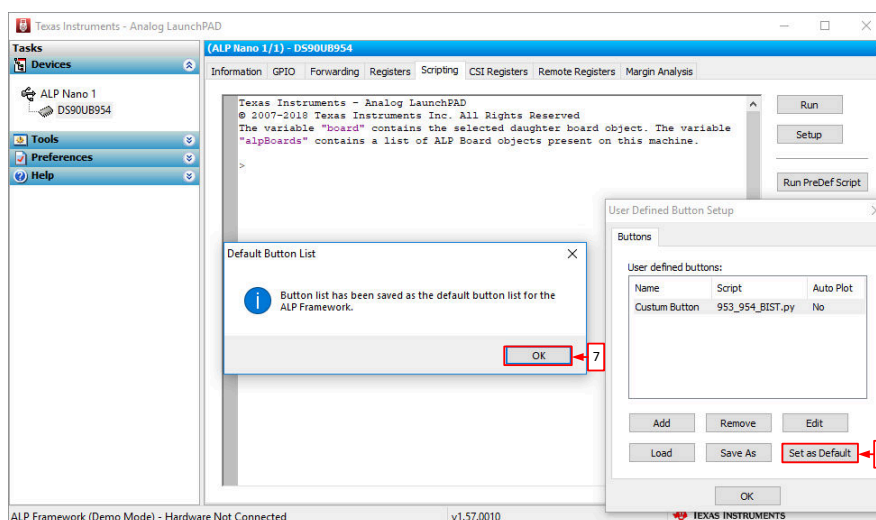 Texas Instruments - Analog LaunchPAD
Tasks
Devices
ALP Nano 1
DS90UB954
Tools
Preferences
Help
(ALP Nano 1/1) - DS90UB954
Information GPIO Forwarding Registers Scripting CSI Registers Remote Registers Margin Analysis
Texas Instruments - Analog LaunchPAD
© 2007-2018 Texas Instruments Inc. All Rights Reserved
The variable "board" contains the selected daughter board object. The variable
"alpBoards" contains a list of ALP Board objects present on this machine.
>
Run
Setup
Run PreDef Script
Default Button List
Button list has been saved as the default button list for the
ALP Framework.
OK
7
User Defined Button Setup
Buttons
User defined buttons:
Name Script Auto Plot
Custum Button 953_954_BIST.py No
Add Remove Edit
Load Save As Set as Default
OK
ALP Framework (Demo Mode) - Hardware Not Connected
v1.57.0010
TEXAS INSTRUMENTS